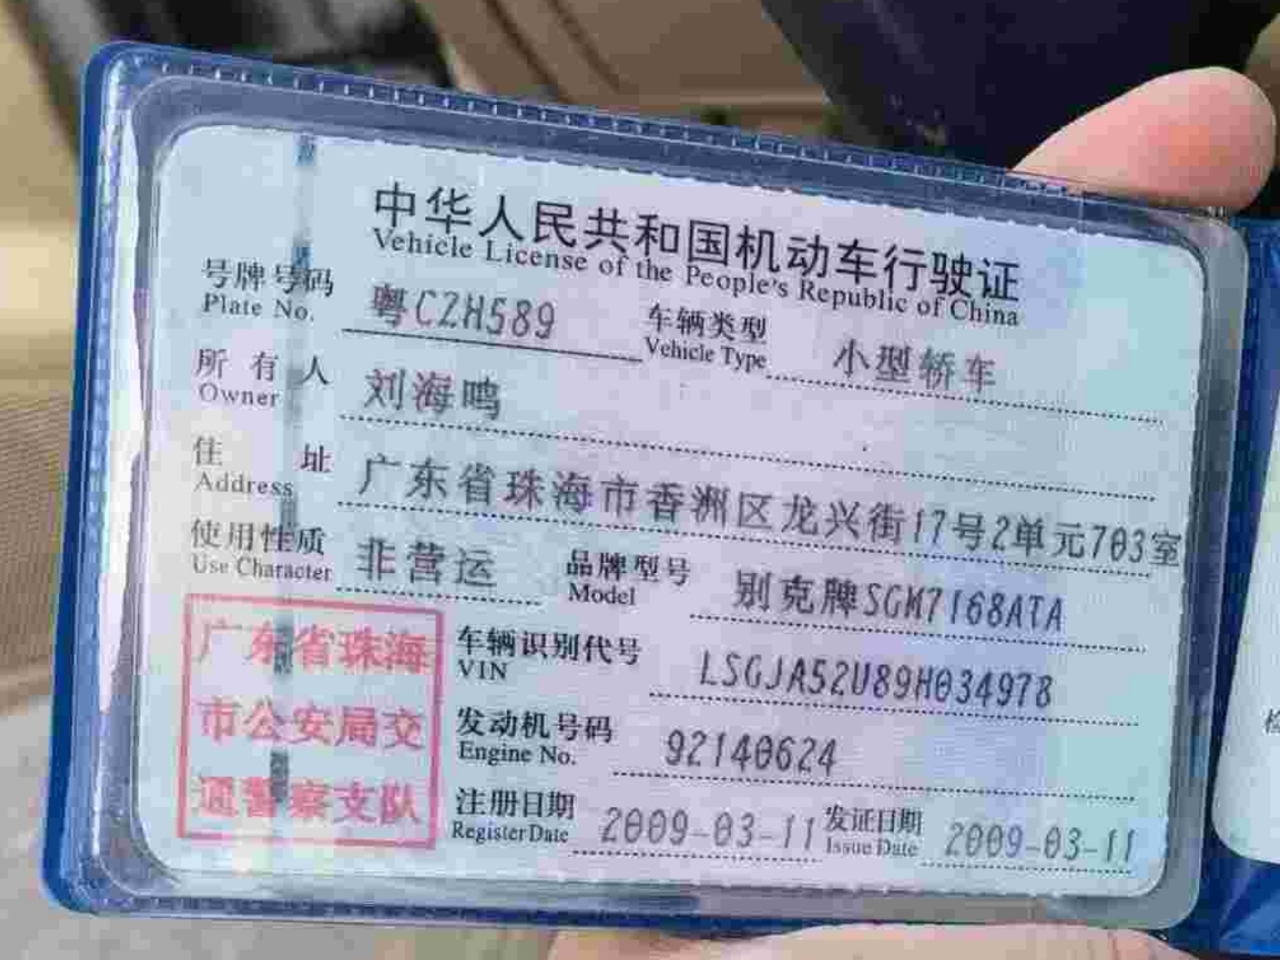 中华人民共和国机动车行驶证
Vehicle License of the People's Republic of China
号牌号码 粤CZH589 车辆类型 小型轿车
Plate No. Vehicle Type
所有人 刘海鸣
Owner
住址 广东省珠海市香洲区龙兴街17号2单元703室
Address
使用性质 非营运 品牌型号 别克牌SGM7168ATA
Use Character Model
广东省珠海
市公安局交
通警察支队
车辆识别代号 LSGJA52U89H034978
VIN
发动机号码 92140624
Engine No.
注册日期 2009-03-11 发证日期 2009-03-11
Register Date Issue Date